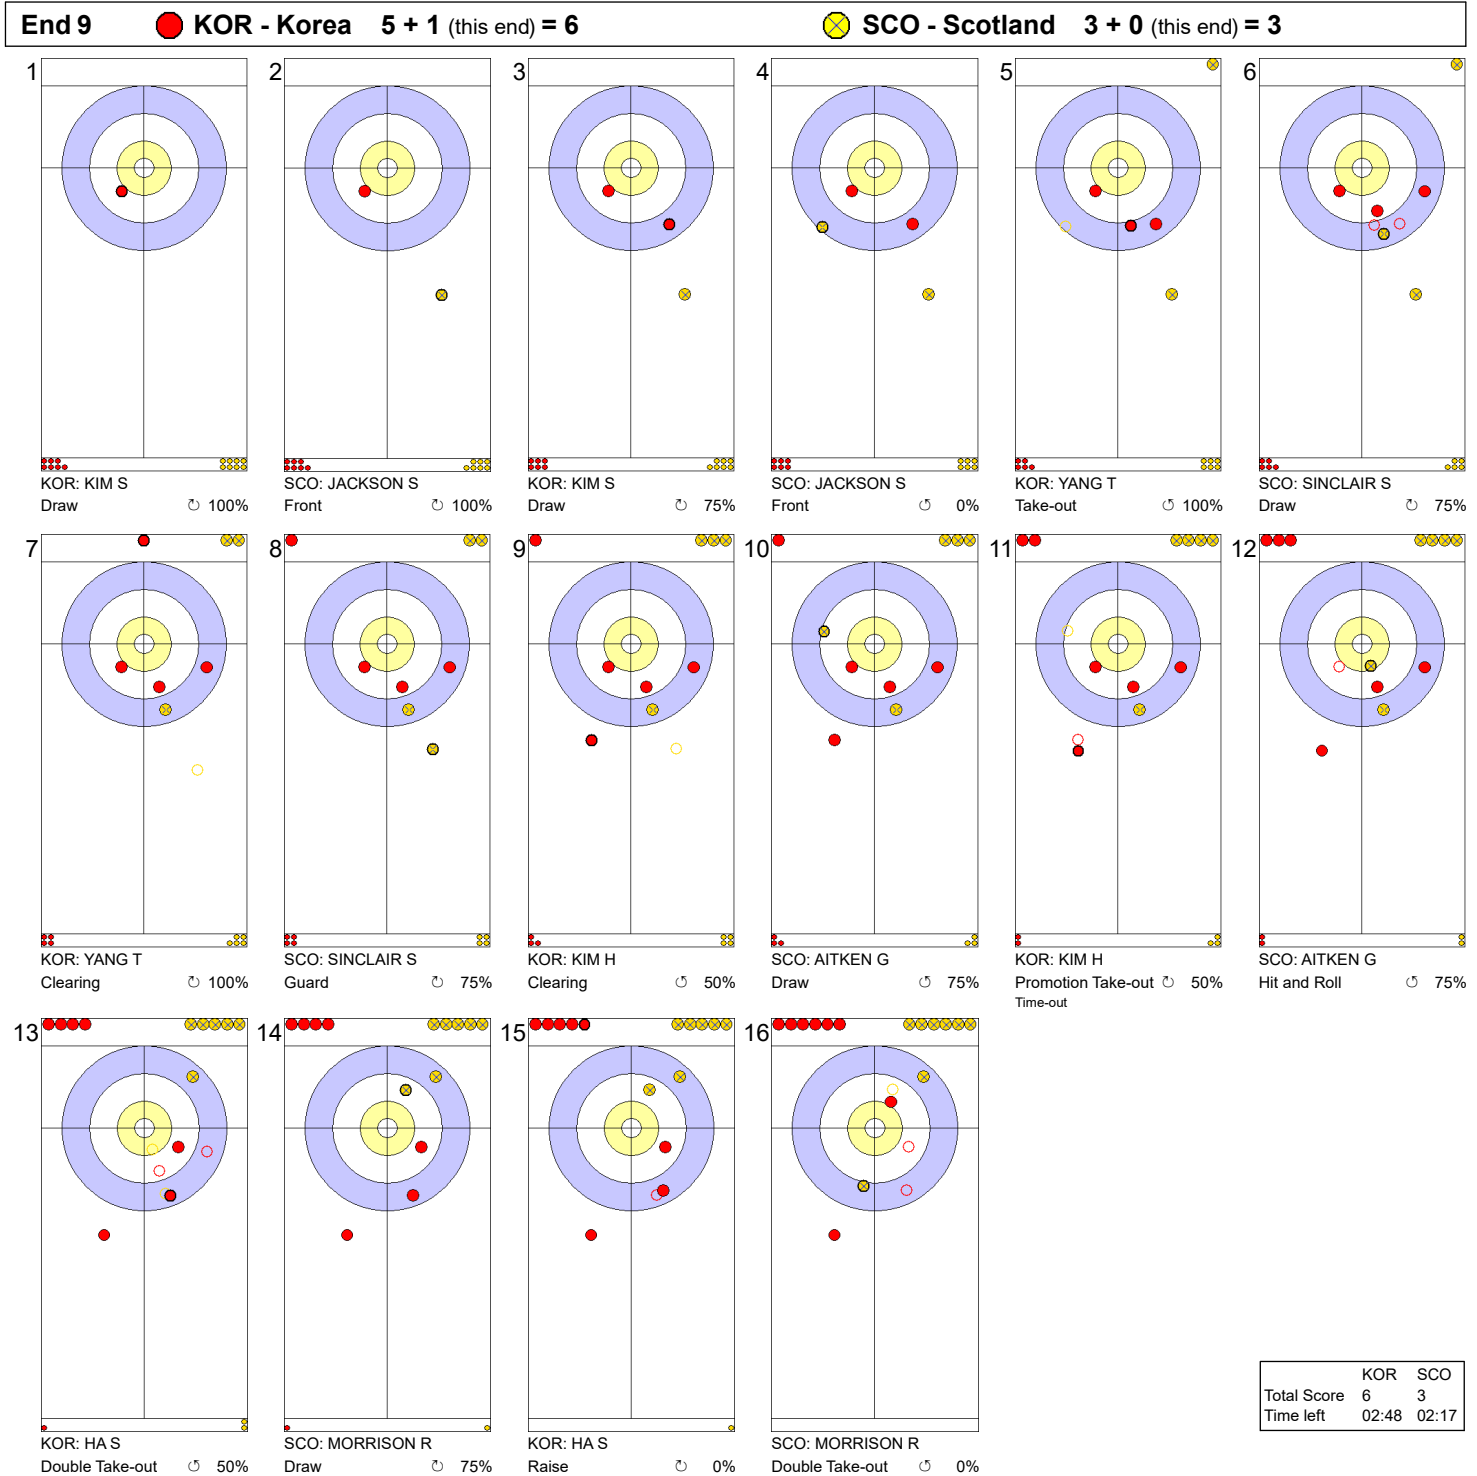 End 9 KOR - Korea 5 + 1 (this end) = 6 SCO - Scotland 3 + 0 (this end) = 3
1 2 3 4 5 6
KOR: KIM S SCO: JACKSON S KOR: KIM S SCO: JACKSON S KOR: YANG T SCO: SINCLAIR S
Draw ↻ 100% Front ↻ 100% Draw ↻ 75% Front ↺ 0% Take-out ↺ 100% Draw ↻ 75%
7 8 9 10 11 12
KOR: YANG T SCO: SINCLAIR S KOR: KIM H SCO: AITKEN G KOR: KIM H SCO: AITKEN G
Clearing ↻ 100% Guard ↻ 75% Clearing ↺ 50% Draw ↺ 75% Promotion Take-out ↻ 50% Hit and Roll ↺ 75%
Time-out
13 14 15 16
KOR: HA S SCO: MORRISON R KOR: HA S SCO: MORRISON R
Double Take-out ↺ 50% Draw ↺ 75% Raise ↻ 0% Double Take-out ↺ 0%
KOR SCO
Total Score 6 3
Time left 02:48 02:17